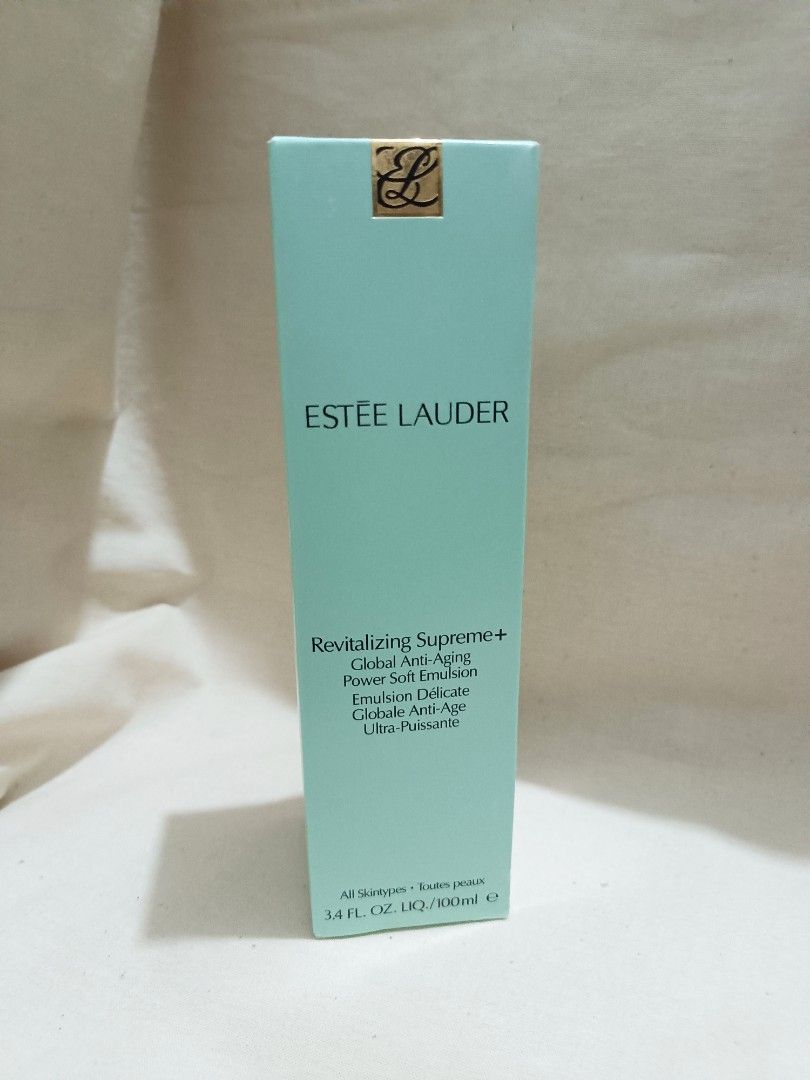 EL
ESTĒE LAUDER
Revitalizing Supreme+
Global Anti-Aging
Power Soft Emulsion
Emulsion Délicate
Globale Anti-Age
Ultra-Puissante
All Skintypes • Toutes peaux
3.4 FL. OZ. LIQ./100ml ℮